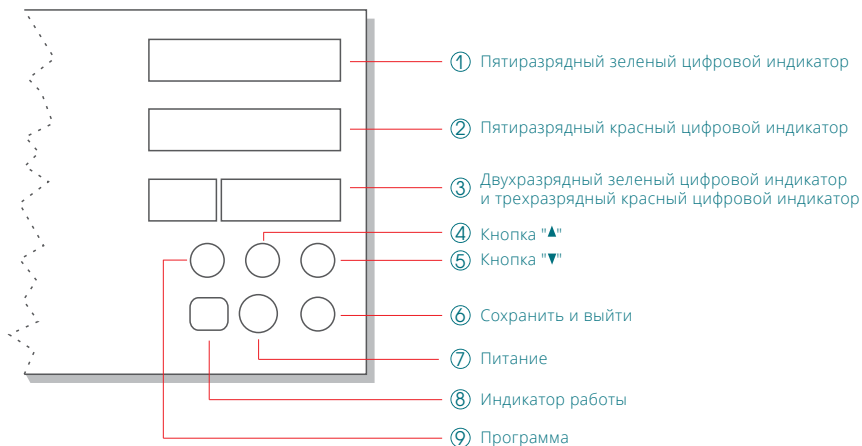 ① Пятиразрядный зеленый цифровой индикатор
② Пятиразрядный красный цифровой индикатор
③ Двухразрядный зеленый цифровой индикатор
и трехразрядный красный цифровой индикатор
④ Кнопка "▲"
⑤ Кнопка "▼"
⑥ Сохранить и выйти
⑦ Питание
⑧ Индикатор работы
⑨ Программа